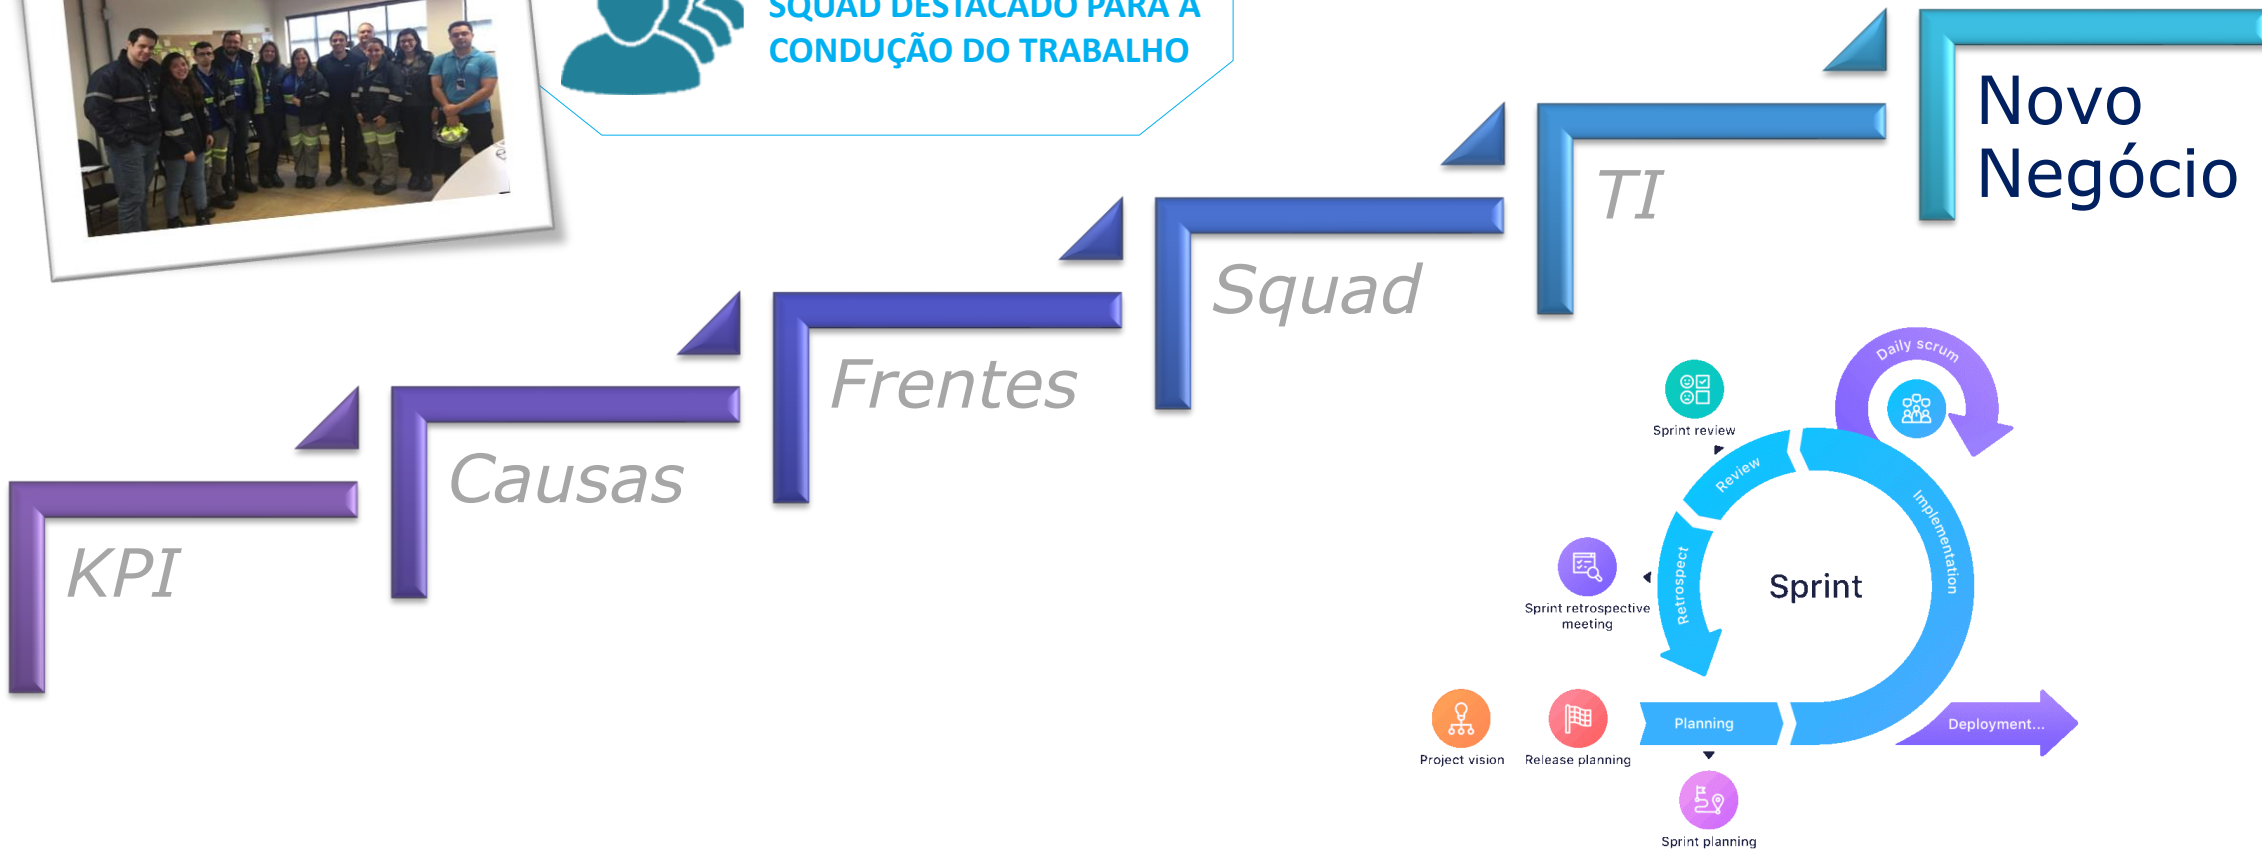 SQUAD DESTACADO PARA A
CONDUÇÃO DO TRABALHO
Novo
Negócio
TI
Squad
Frentes
Causas
KPI
Daily scrum
Sprint review
Review
Implementation
Retrospect
Sprint
Sprint retrospective
meeting
Planning
Deployment...
Project vision
Release planning
Sprint planning